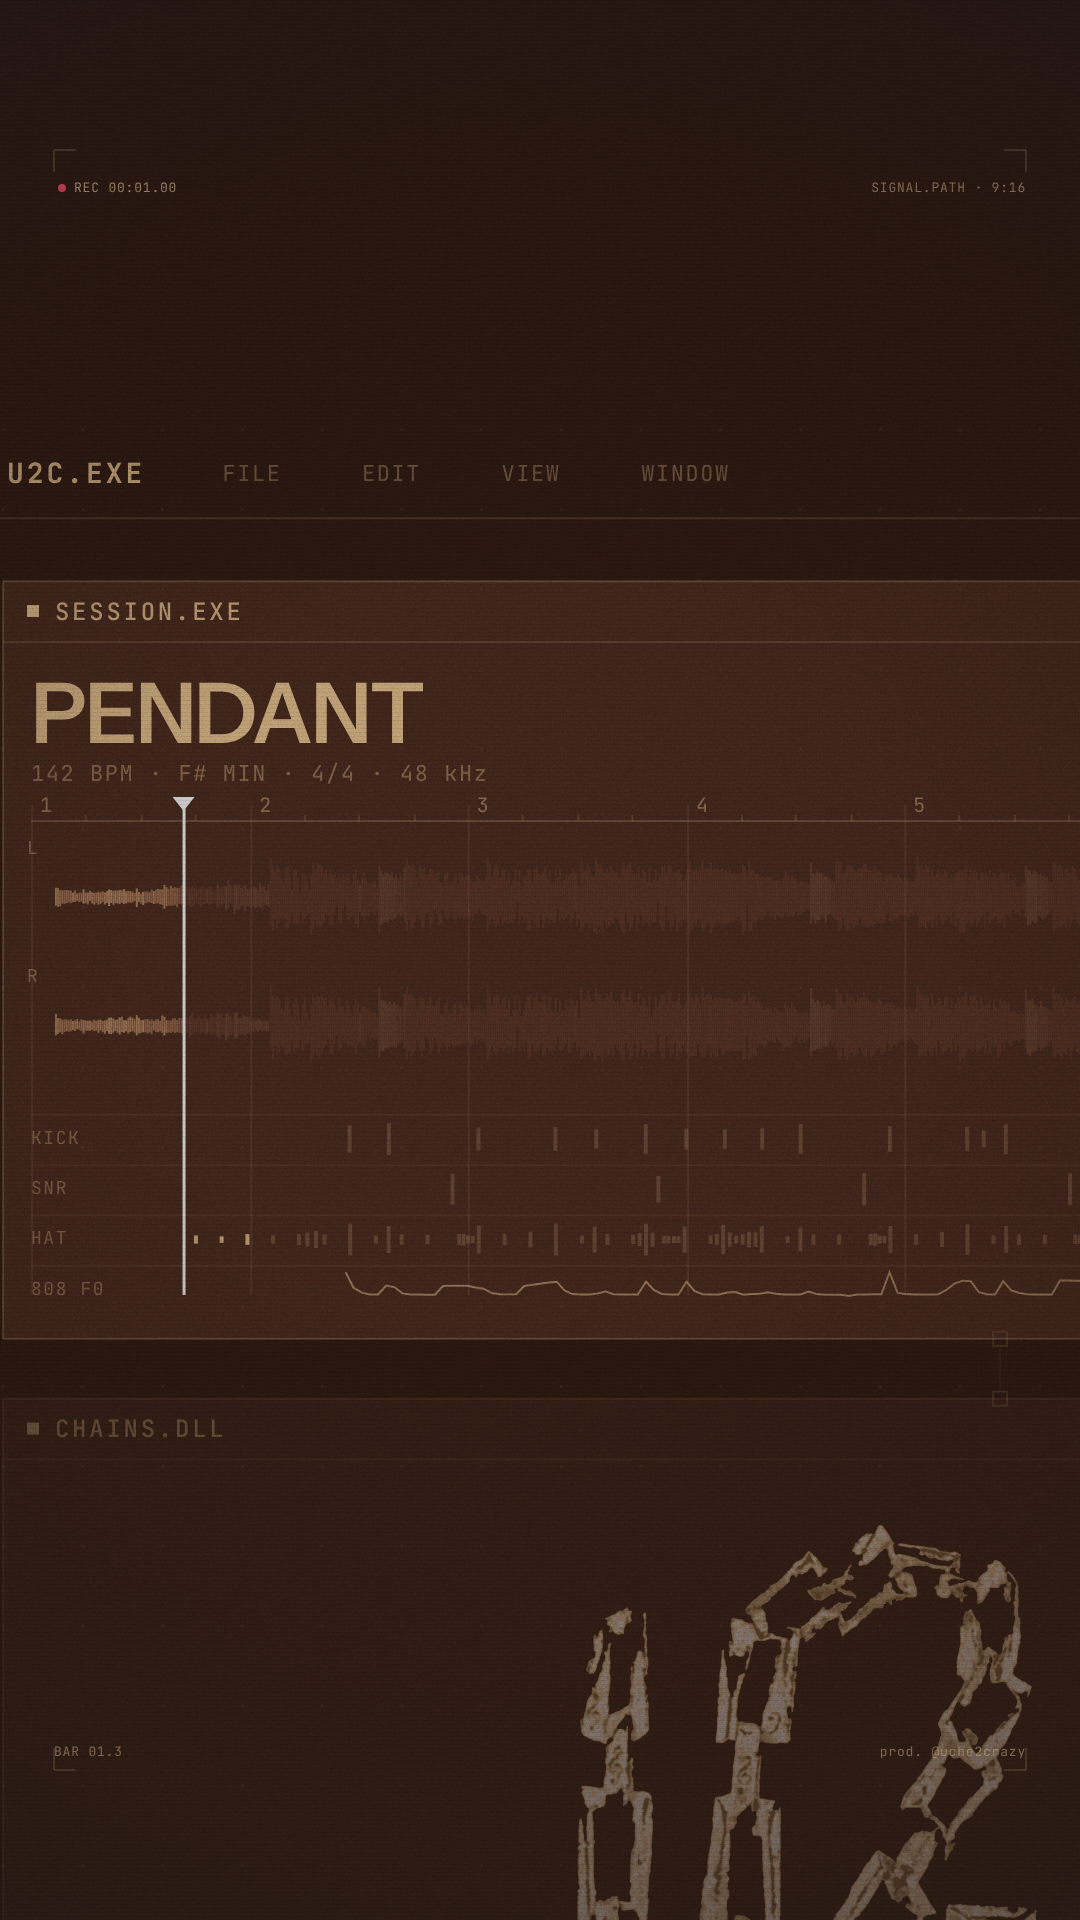 REC 00:01.00
SIGNAL.PATH · 9:16
U2C.EXE FILE EDIT VIEW WINDOW
SESSION.EXE
PENDANT
142 BPM · F# MIN · 4/4 · 48 kHz
1 2 3 4 5
L
R
KICK
SNR
HAT
808 F0
CHAINS.DLL
BAR 01.3
prod. @uche2crazy